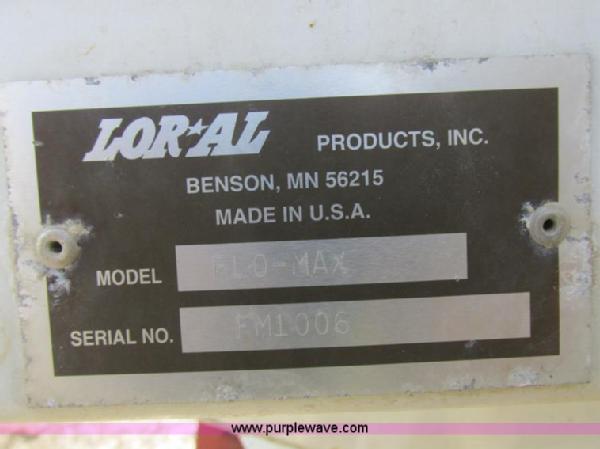 LOR★AL PRODUCTS, INC.
BENSON, MN 56215
MADE IN U.S.A.
MODEL FLO-MAX
SERIAL NO. FM1006
www.purplewave.com